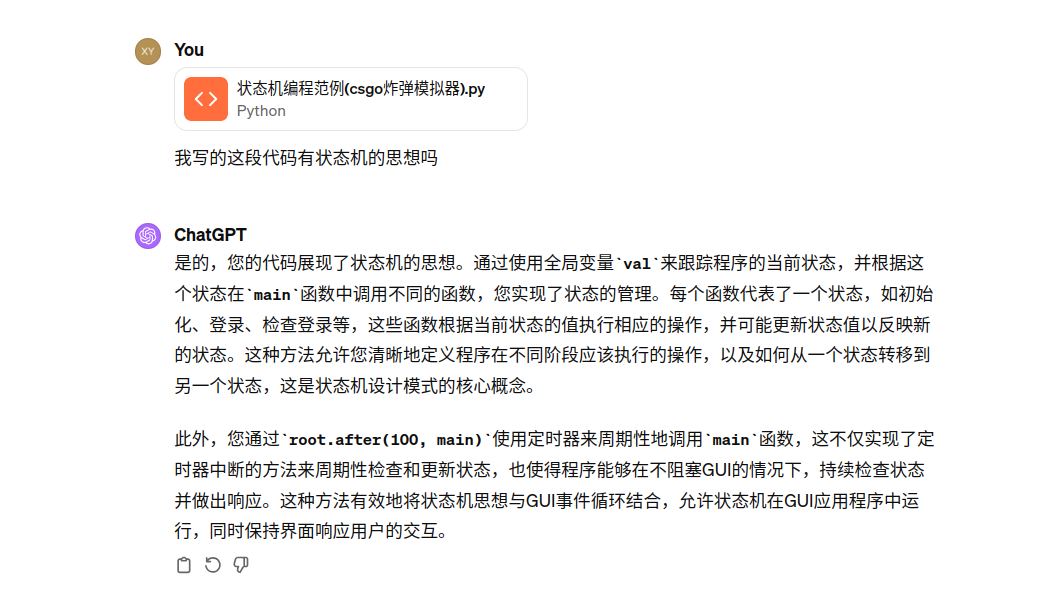 XY
You
状态机编程范例(csgo炸弹模拟器).py
Python
我写的这段代码有状态机的思想吗
ChatGPT
是的，您的代码展现了状态机的思想。通过使用全局变量`val`来跟踪程序的当前状态，并根据这
个状态在`main`函数中调用不同的函数，您实现了状态的管理。每个函数代表了一个状态，如初始
化、登录、检查登录等，这些函数根据当前状态的值执行相应的操作，并可能更新状态值以反映新
的状态。这种方法允许您清晰地定义程序在不同阶段应该执行的操作，以及如何从一个状态转移到
另一个状态，这是状态机设计模式的核心概念。
此外，您通过`root.after(100, main)`使用定时器来周期性地调用`main`函数，这不仅实现了定
时器中断的方法来周期性检查和更新状态，也使得程序能够在不阻塞GUI的情况下，持续检查状态
并做出响应。这种方法有效地将状态机思想与GUI事件循环结合，允许状态机在GUI应用程序中运
行，同时保持界面响应用户的交互。